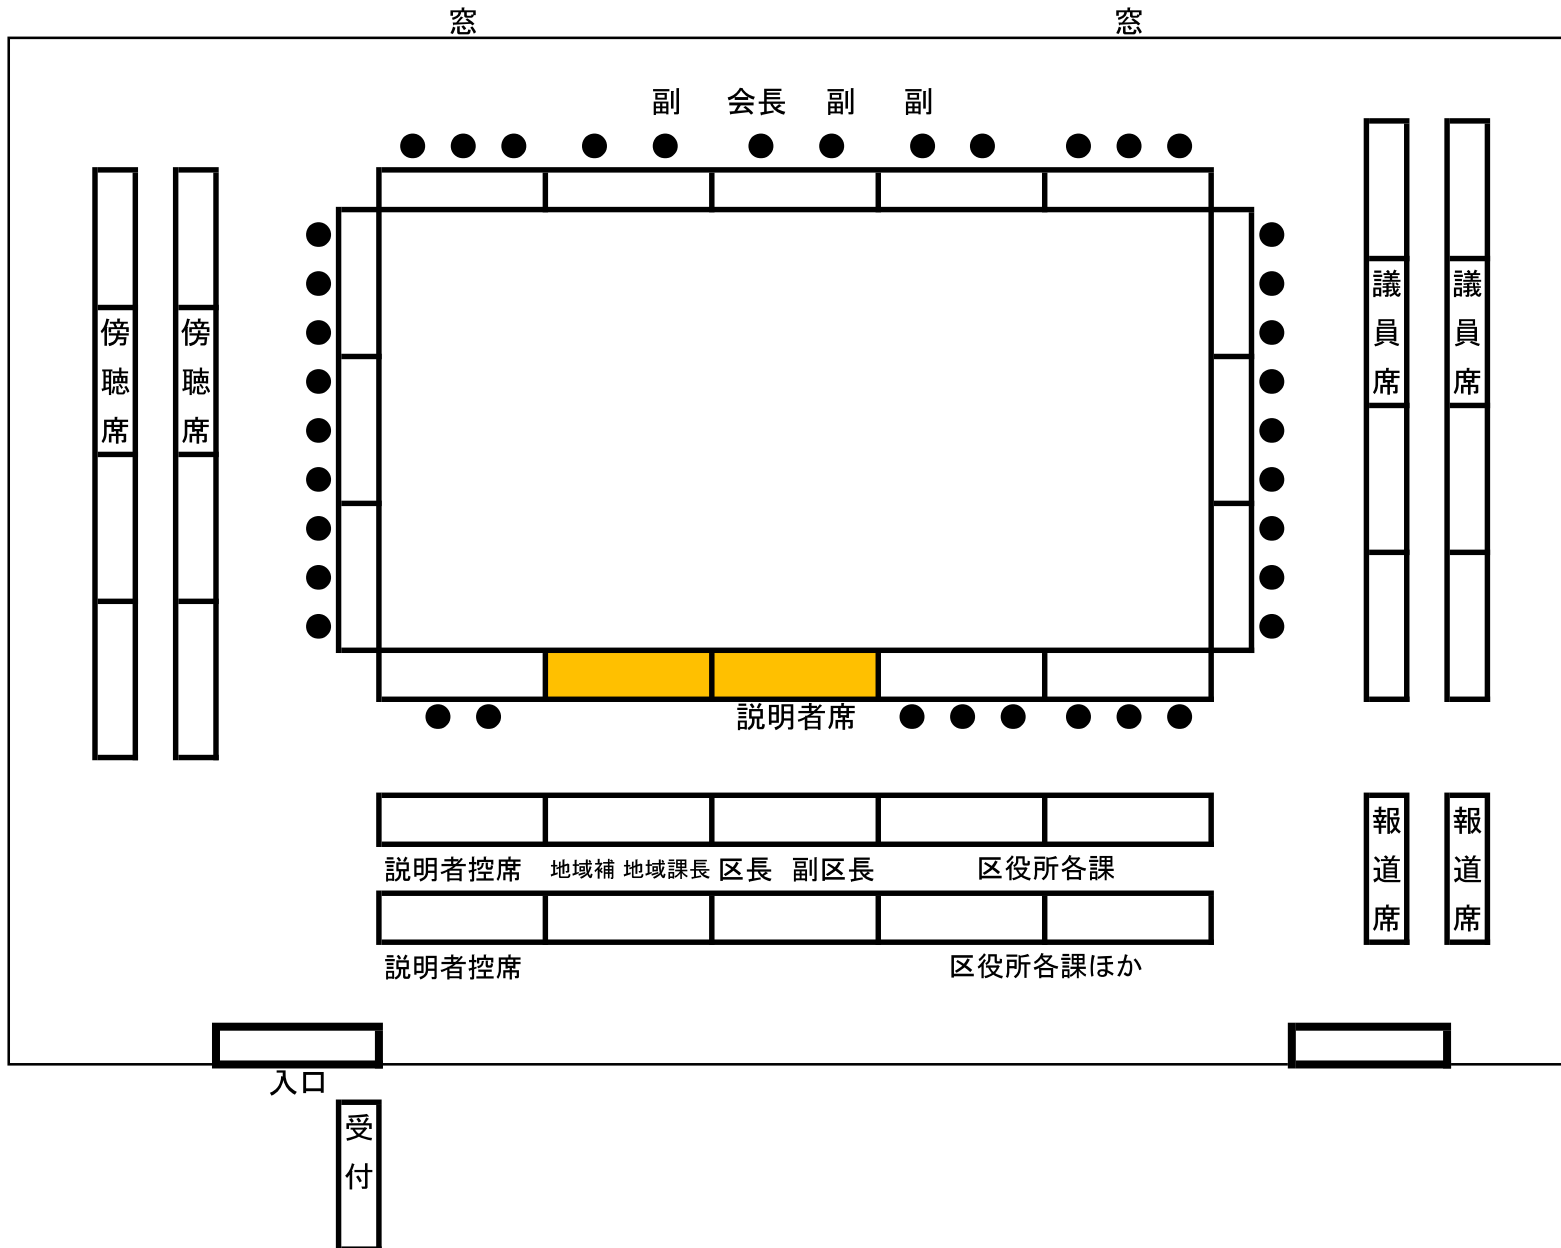 窓 窓
副 会長 副 副
傍聴席
傍聴席
議員席
議員席
説明者席
報道席
報道席
説明者控席 地域補 地域課長 区長 副区長 区役所各課
説明者控席 区役所各課ほか
入口
受付